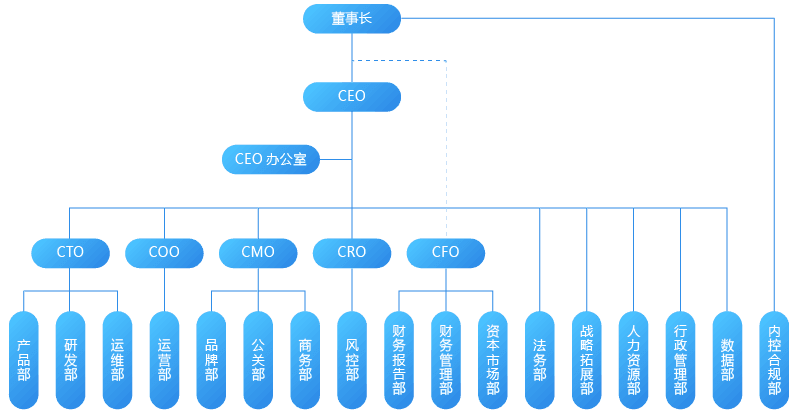 董事长
CEO
CEO 办公室
CTO
COO
CMO
CRO
CFO
产品部
研发部
运维部
运营部
品牌部
公关部
商务部
风控部
财务报告部
财务管理部
资本市场部
法务部
战略拓展部
人力资源部
行政管理部
数据部
内控合规部